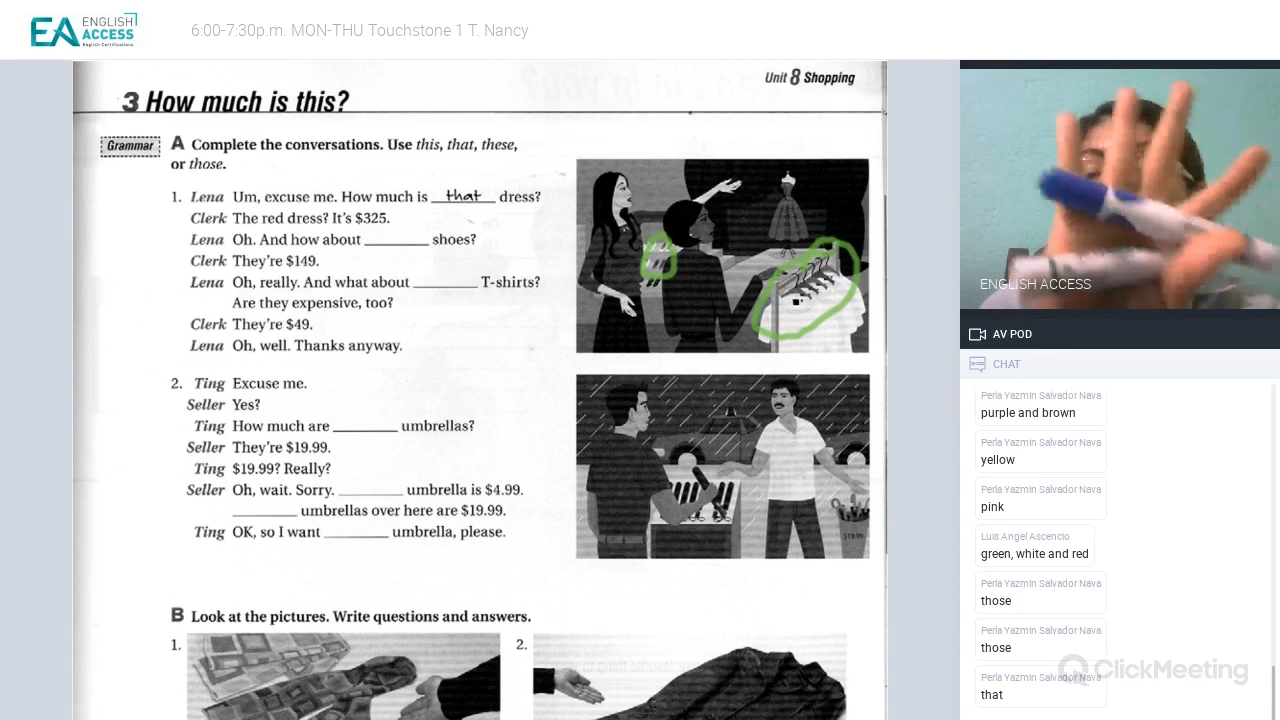 EA ENGLISH ACCESS
English Certifications
6:00-7:30p.m. MON-THU Touchstone 1 T. Nancy
Unit 8 Shopping
3 How much is this?
Grammar
A Complete the conversations. Use this, that, these,
or those.
1. Lena Um, excuse me. How much is that dress?
Clerk The red dress? It's $325.
Lena Oh. And how about ________ shoes?
Clerk They're $149.
Lena Oh, really. And what about ________ T-shirts?
Are they expensive, too?
Clerk They're $49.
Lena Oh, well. Thanks anyway.
2. Ting Excuse me.
Seller Yes?
Ting How much are ________ umbrellas?
Seller They're $19.99.
Ting $19.99? Really?
Seller Oh, wait. Sorry. ________ umbrella is $4.99.
________ umbrellas over here are $19.99.
Ting OK, so I want ________ umbrella, please.
$19.99
B Look at the pictures. Write questions and answers.
1.
2.
ENGLISH ACCESS
AV POD
CHAT
Perla Yazmin Salvador Nava
purple and brown
Perla Yazmin Salvador Nava
yellow
Perla Yazmin Salvador Nava
pink
Luis Angel Ascencio
green, white and red
Perla Yazmin Salvador Nava
those
Perla Yazmin Salvador Nava
those
Perla Yazmin Salvador Nava
that
ClickMeeting